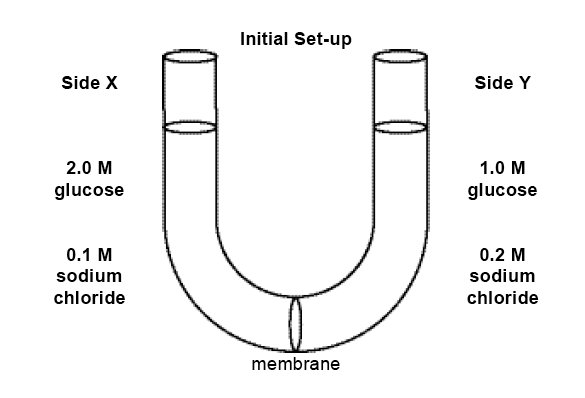 Initial Set-up
Side X
Side Y
2.0 M
glucose
1.0 M
glucose
0.1 M
sodium
chloride
0.2 M
sodium
chloride
membrane